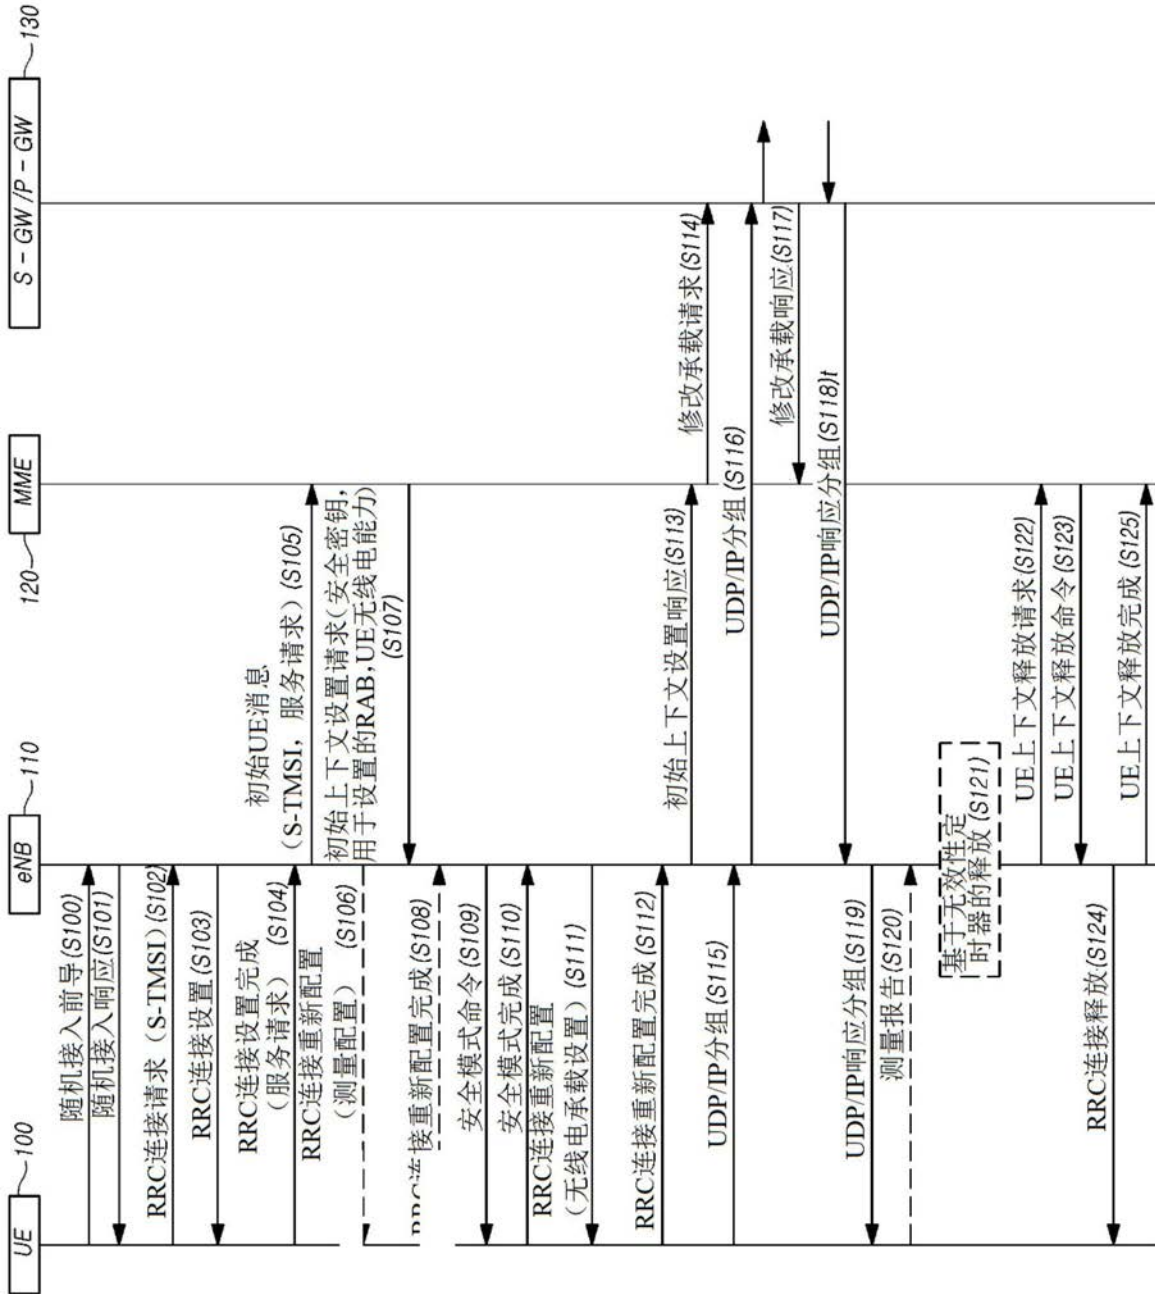 UE
100
eNB
110
MME
120
S-GW/P-GW
130
随机接入前导(S100)
随机接入响应(S101)
RRC连接请求（S-TMSI）(S102)
RRC连接设置(S103)
RRC连接设置完成
（服务请求）(S104)
初始UE消息
（S-TMSI，服务请求）(S105)
RRC连接重新配置
（测量配置）(S106)
初始上下文设置请求(安全密钥,
用于设置的RAB,UE无线电能力)
(S107)
RRC连接重新配置完成(S108)
安全模式命令(S109)
安全模式完成(S110)
RRC连接重新配置
（无线电承载设置）(S111)
RRC连接重新配置完成(S112)
初始上下文设置响应(S113)
修改承载请求(S114)
UDP/IP分组(S115)
UDP/IP分组(S116)
修改承载响应(S117)
UDP/IP响应分组(S118)t
UDP/IP响应分组(S119)
测量报告(S120)
基于无效性定
时器的释放(S121)
UE上下文释放请求(S122)
UE上下文释放命令(S123)
RRC连接释放(S124)
UE上下文释放完成(S125)